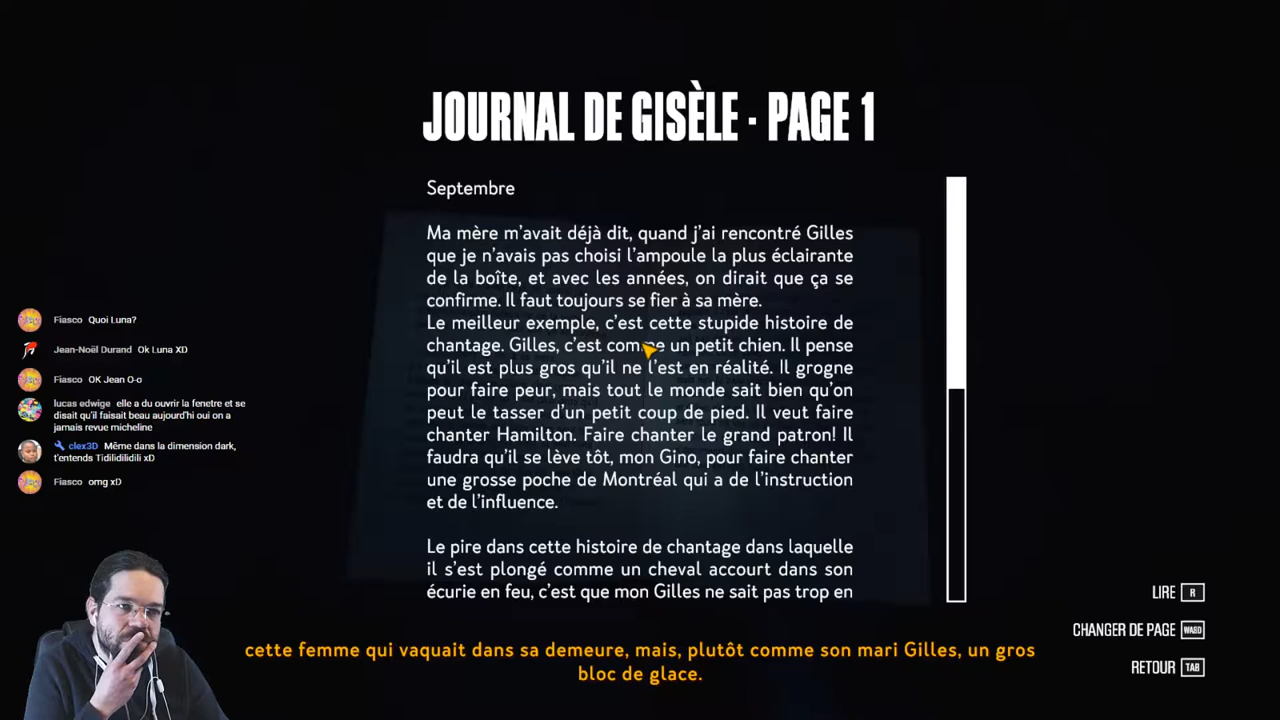 JOURNAL DE GISÈLE - PAGE 1
Septembre
Ma mère m'avait déjà dit, quand j'ai rencontré Gilles
que je n'avais pas choisi l'ampoule la plus éclairante
de la boîte, et avec les années, on dirait que ça se
confirme. Il faut toujours se fier à sa mère.
Le meilleur exemple, c'est cette stupide histoire de
chantage. Gilles, c'est comme un petit chien. Il pense
qu'il est plus gros qu'il ne l'est en réalité. Il grogne
pour faire peur, mais tout le monde sait bien qu'on
peut le tasser d'un petit coup de pied. Il veut faire
chanter Hamilton. Faire chanter le grand patron! Il
faudra qu'il se lève tôt, mon Gino, pour faire chanter
une grosse poche de Montréal qui a de l'instruction
et de l'influence.
Le pire dans cette histoire de chantage dans laquelle
il s'est plongé comme un cheval accourt dans son
écurie en feu, c'est que mon Gilles ne sait pas trop en
Fiasco Quoi Luna?
Jean-Noël Durand Ok Luna XD
Fiasco OK Jean O-o
lucas edwige elle a du ouvrir la fenetre et se
disait qu'il faisait beau aujourd'hui oui on a
jamais revue micheline
clex3D Même dans la dimension dark,
t'entends Tidilidilidili xD
Fiasco omg xD
LIRE R
CHANGER DE PAGE WASD
RETOUR TAB
cette femme qui vaquait dans sa demeure, mais, plutôt comme son mari Gilles, un gros
bloc de glace.